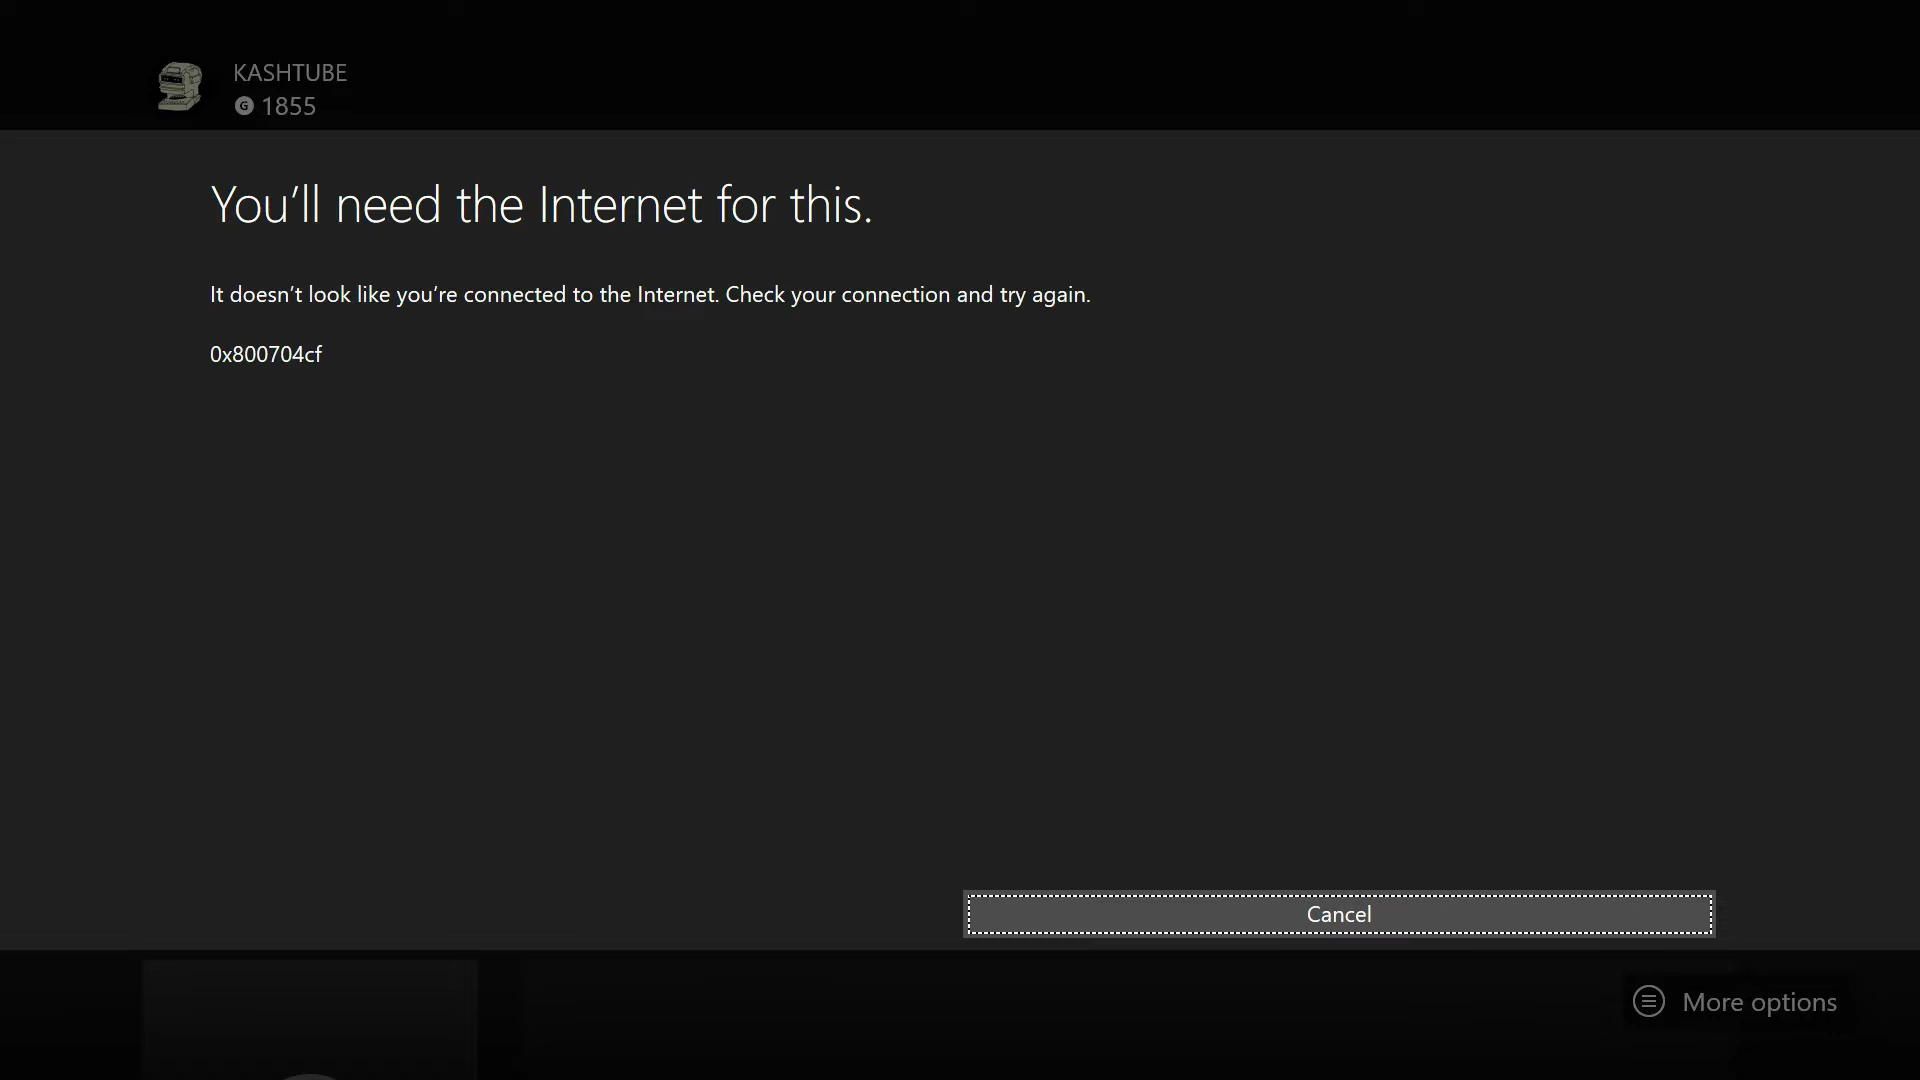 KASHTUBE
G 1855
You’ll need the Internet for this.
It doesn’t look like you’re connected to the Internet. Check your connection and try again.
0x800704cf
Cancel
More options